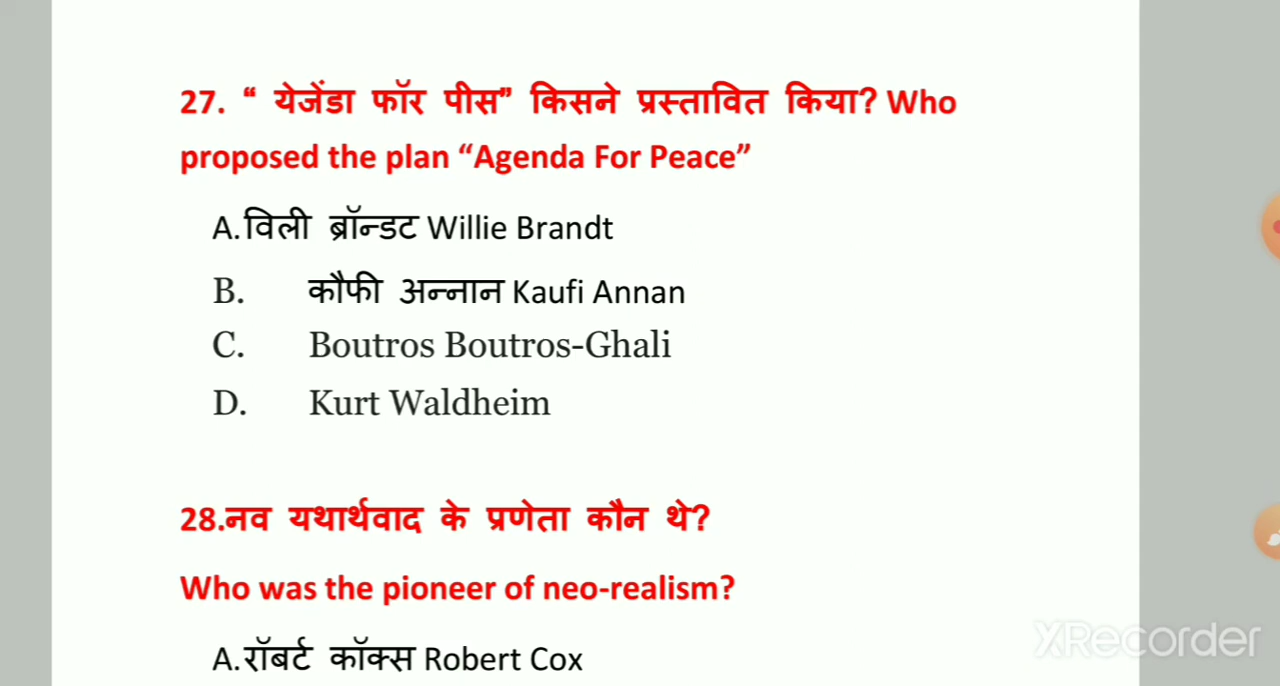 27. “ येजेंडा फॉर पीस” किसने प्रस्तावित किया? Who
proposed the plan “Agenda For Peace”
A.विली ब्रॉन्डट Willie Brandt
B. कौफी अन्नान Kaufi Annan
C. Boutros Boutros-Ghali
D. Kurt Waldheim
28.नव यथार्थवाद के प्रणेता कौन थे?
Who was the pioneer of neo-realism?
A.रॉबर्ट कॉक्स Robert Cox
XRecorder